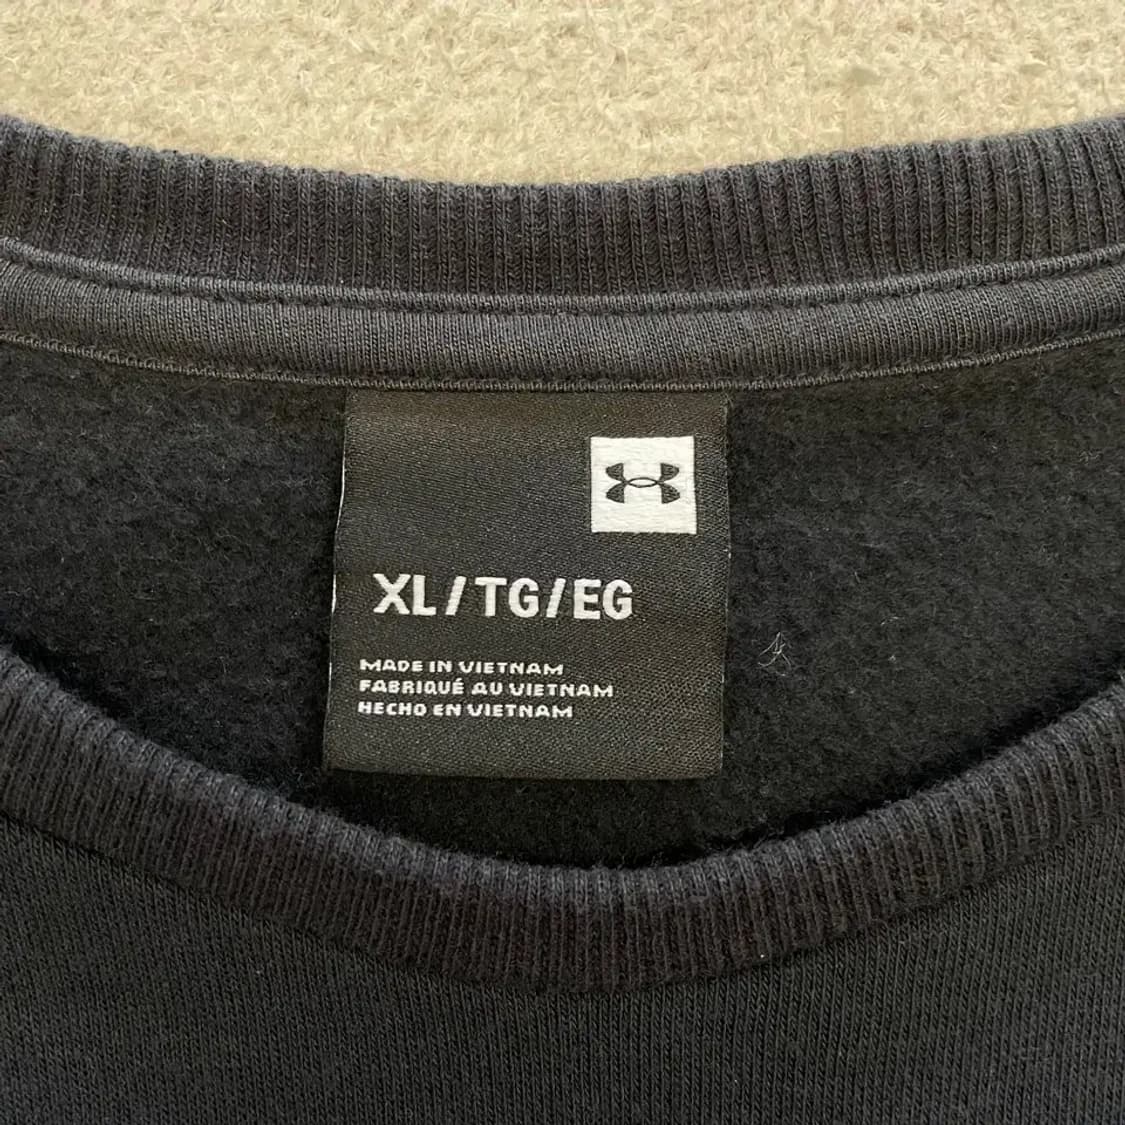 XL/TG/EG
MADE IN VIETNAM
FABRIQUÉ AU VIETNAM
HECHO EN VIETNAM